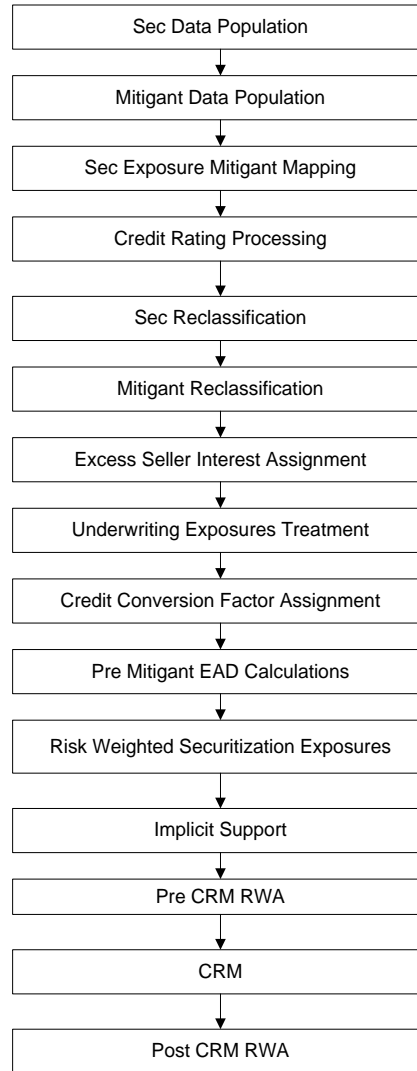 Sec Data Population
Mitigant Data Population
Sec Exposure Mitigant Mapping
Credit Rating Processing
Sec Reclassification
Mitigant Reclassification
Excess Seller Interest Assignment
Underwriting Exposures Treatment
Credit Conversion Factor Assignment
Pre Mitigant EAD Calculations
Risk Weighted Securitization Exposures
Implicit Support
Pre CRM RWA
CRM
Post CRM RWA